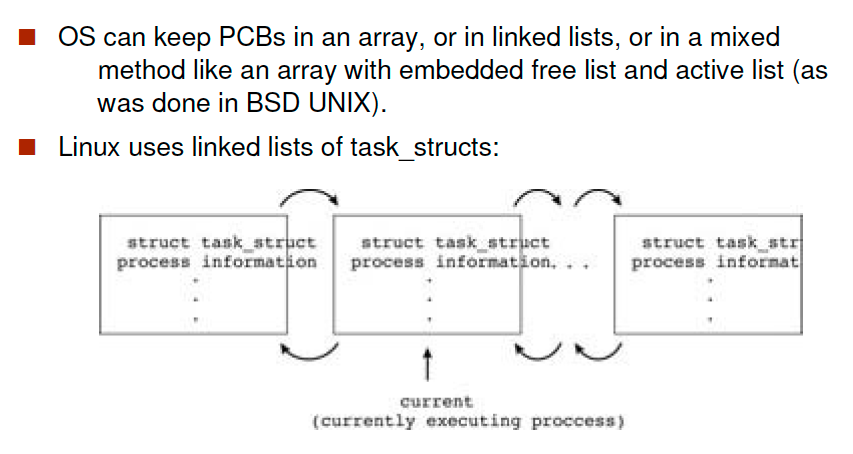 OS can keep PCBs in an array, or in linked lists, or in a mixed
method like an array with embedded free list and active list (as
was done in BSD UNIX).
Linux uses linked lists of task_structs:
struct task_struct
process information
.
.
.
struct task_struct
process information. . .
.
.
.
struct task_str
process informat
.
.
.
current
(currently executing proccess)